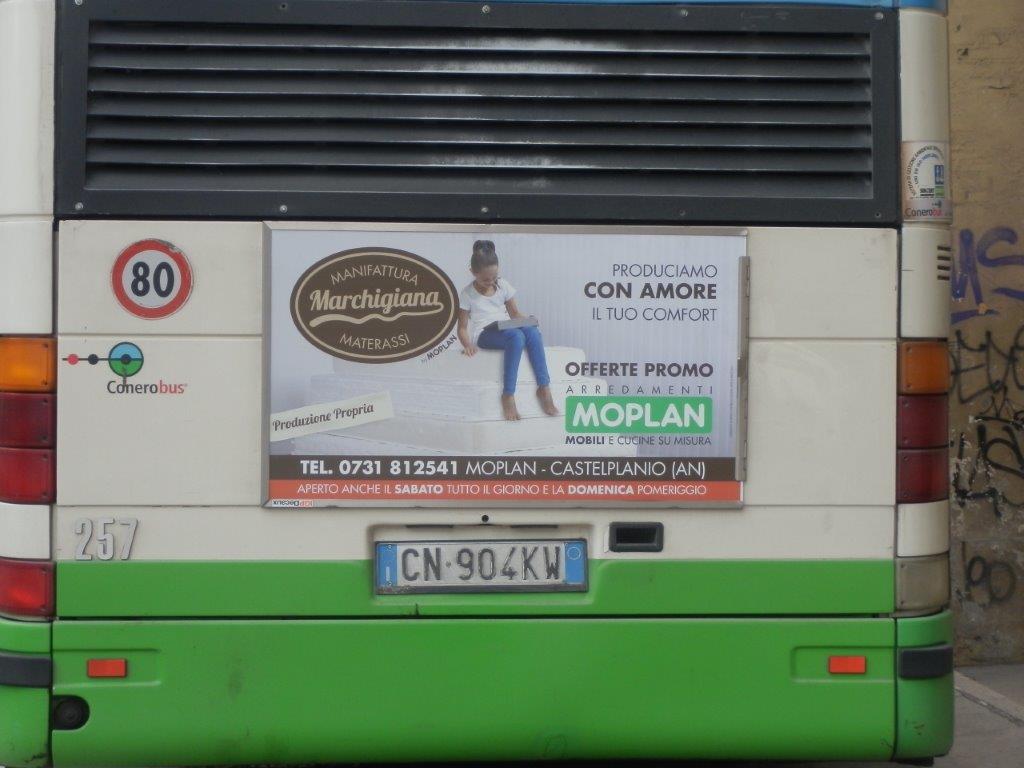 Conerobus
80
Conerobus
MANIFATTURA
Marchigiana
MATERASSI
by MOPLAN
PRODUCIAMO
CON AMORE
IL TUO COMFORT
OFFERTE PROMO
ARREDAMENTI
MOPLAN
MOBILI E CUCINE SU MISURA
Produzione Propria
TEL. 0731 812541 MOPLAN - CASTELPLANIO (AN)
APERTO ANCHE IL SABATO TUTTO IL GIORNO E LA DOMENICA POMERIGGIO
IGPDecaux
257
I CN 904KW